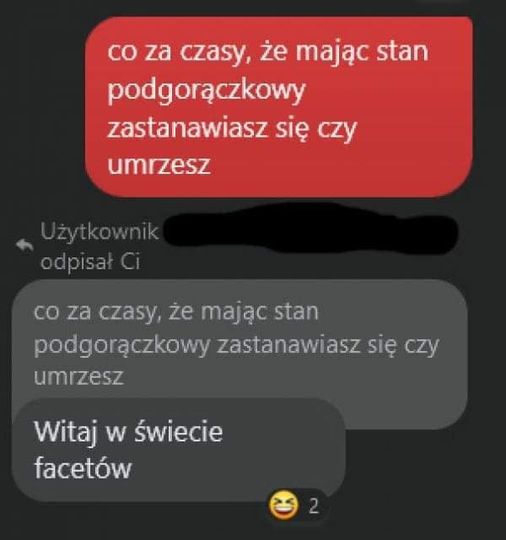 co za czasy, że mając stan
podgorączkowy
zastanawiasz się czy
umrzesz
Użytkownik
odpisał Ci
co za czasy, że mając stan
podgorączkowy zastanawiasz się czy
umrzesz
Witaj w świecie
facetów
2